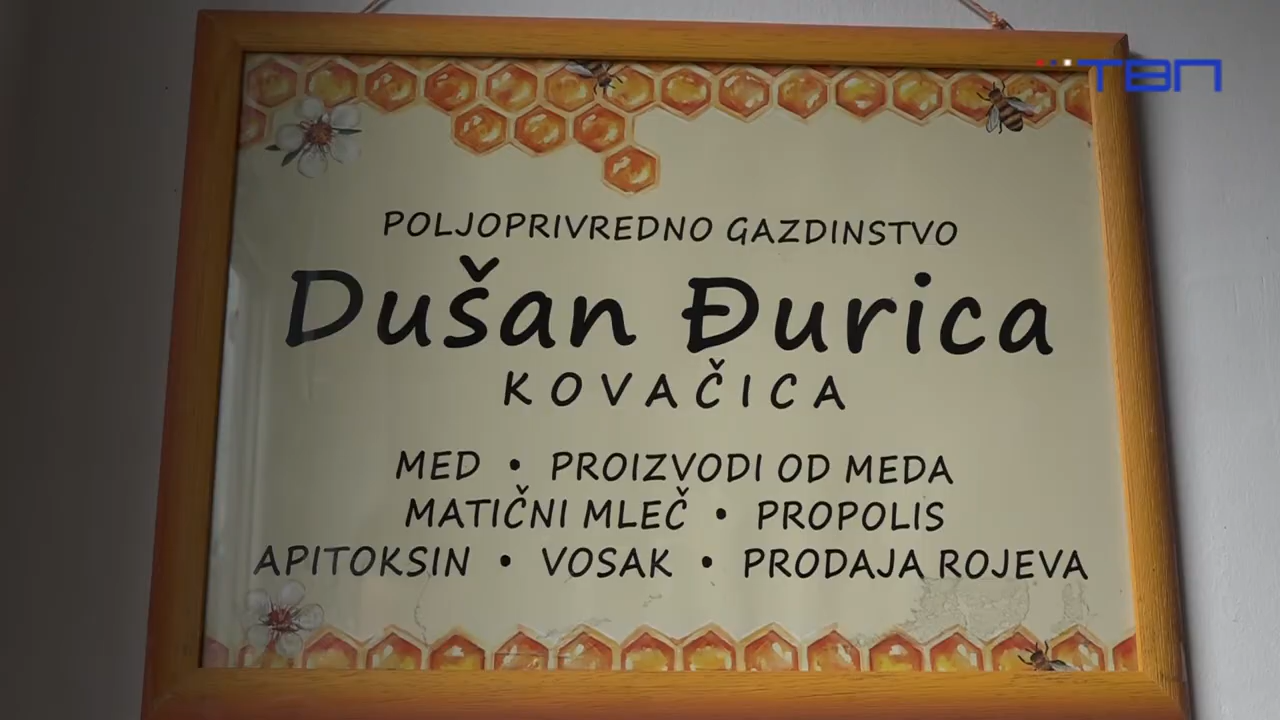 ТВП
POLJOPRIVREDNO GAZDINSTVO
Dušan Đurica
KOVAČICA
MED • PROIZVODI OD MEDA
MATIČNI MLEČ • PROPOLIS
APITOKSIN • VOSAK • PRODAJA ROJEVA